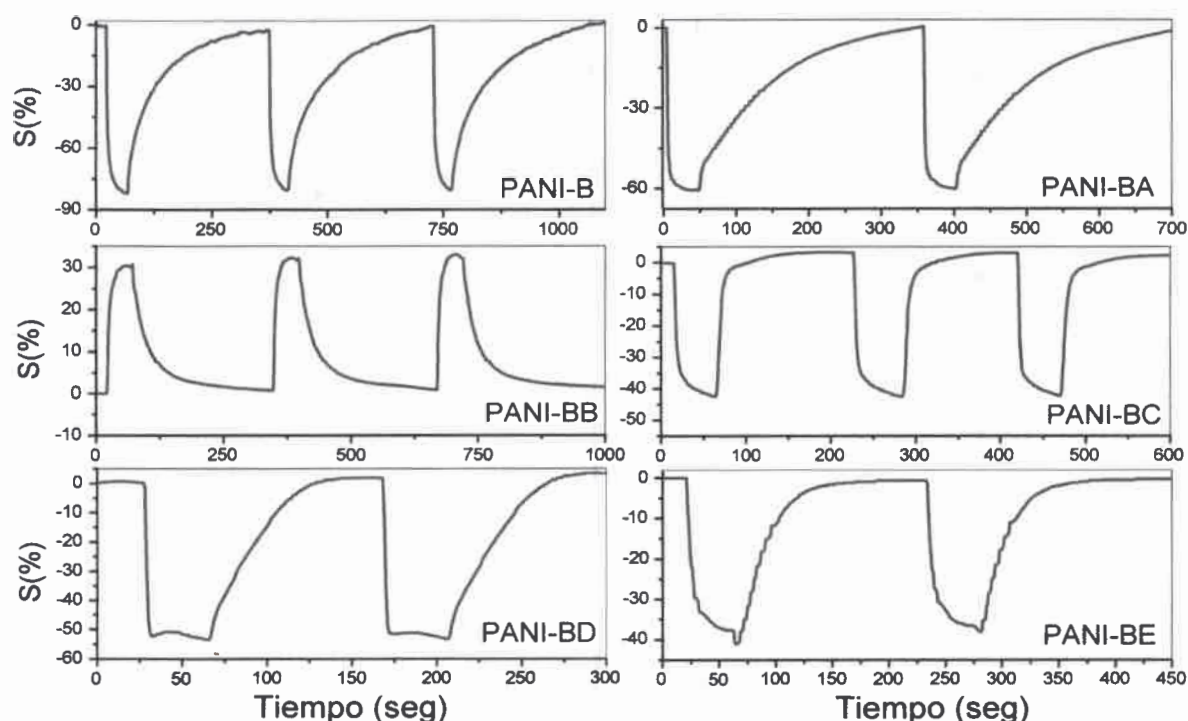 S(%)
0
-30
-60
-90
0 250 500 750 1000
PANI-B
0
-30
-60
0 100 200 300 400 500 600 700
PANI-BA
S(%)
30
20
10
0
-10
0 250 500 750 1000
PANI-BB
0
-10
-20
-30
-40
-50
0 100 200 300 400 500 600
PANI-BC
S(%)
0
-10
-20
-30
-40
-50
-60
0 50 100 150 200 250 300
PANI-BD
Tiempo (seg)
0
-10
-20
-30
-40
0 50 100 150 200 250 300 350 400 450
PANI-BE
Tiempo (seg)